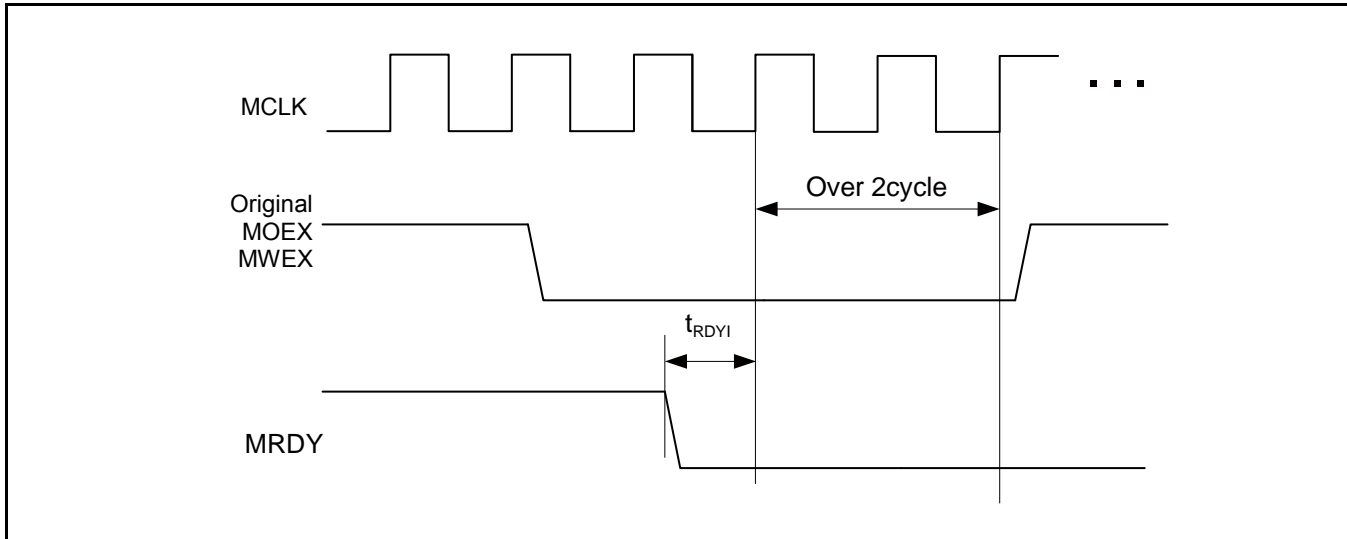 MCLK
Over 2cycle
Original
MOEX
MWEX
tRDYI
MRDY